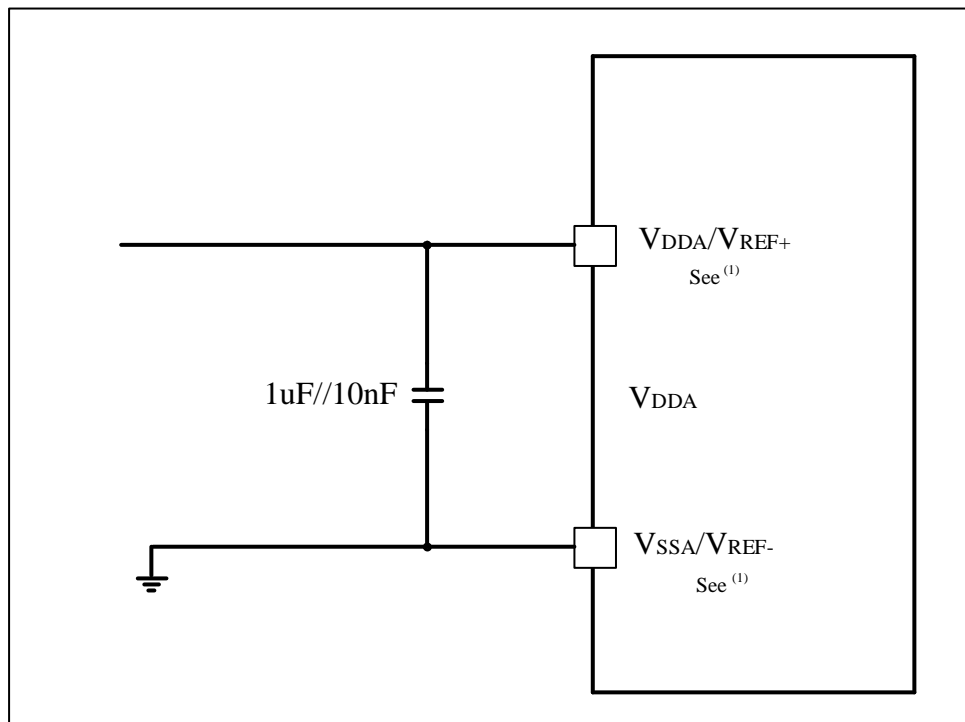 VDDA/VREF+
See (1)
1uF//10nF
VDDA
VSSA/VREF-
See (1)